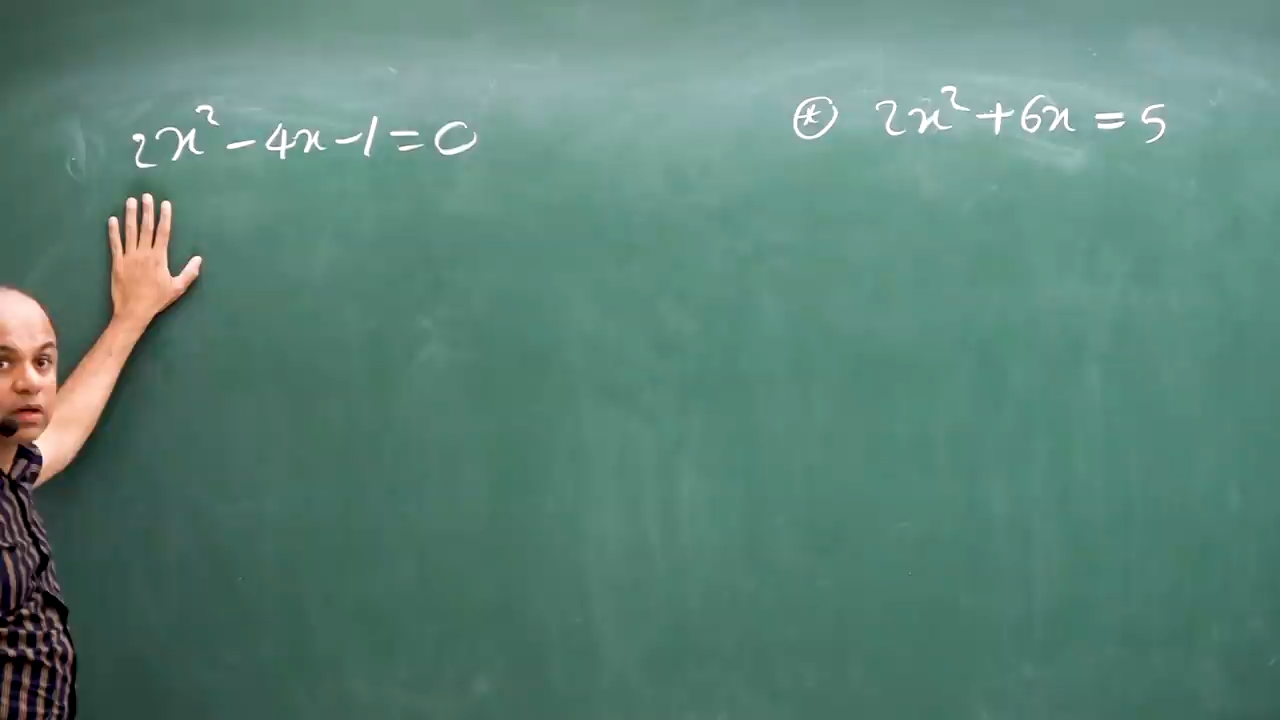 2x² - 4x - 1 = 0
⊛ 2x² + 6x = 5